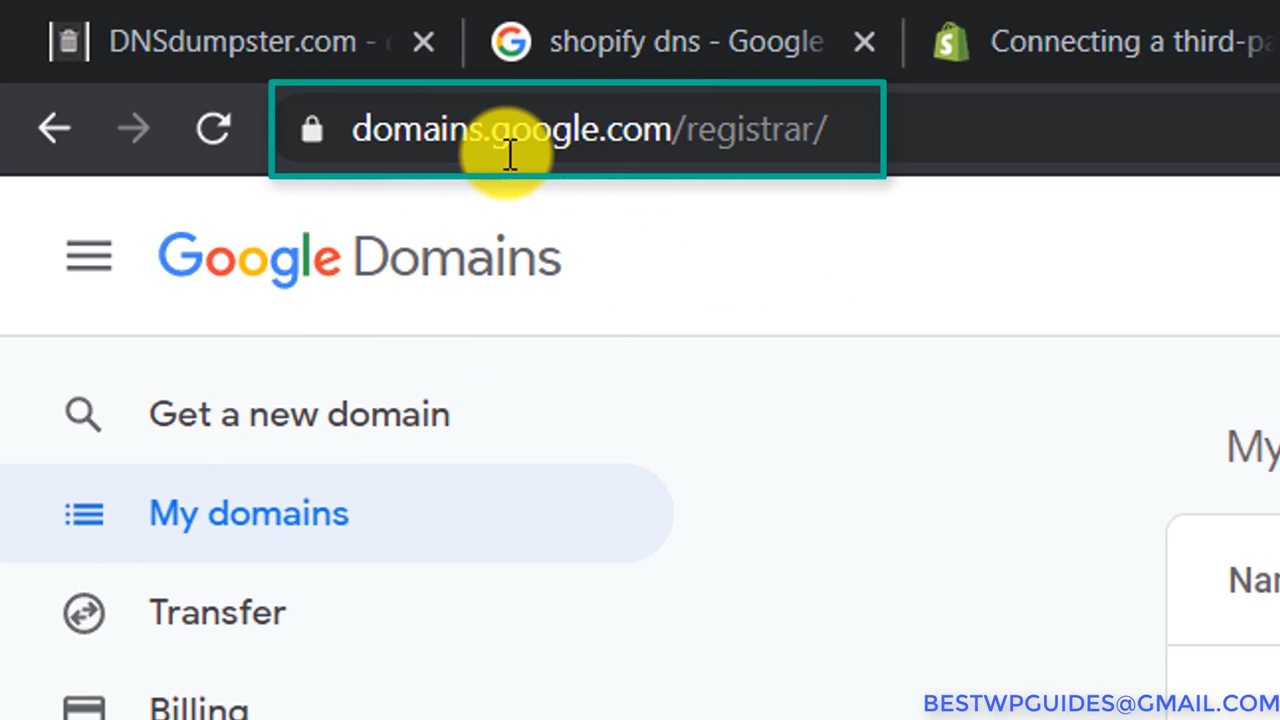 DNSdumpster.com -
shopify dns - Google
Connecting a third-pa
domains.google.com/registrar/
Google Domains
Get a new domain
My domains
My
Nar
Transfer
Billing
BESTWPGUIDES@GMAIL.COM